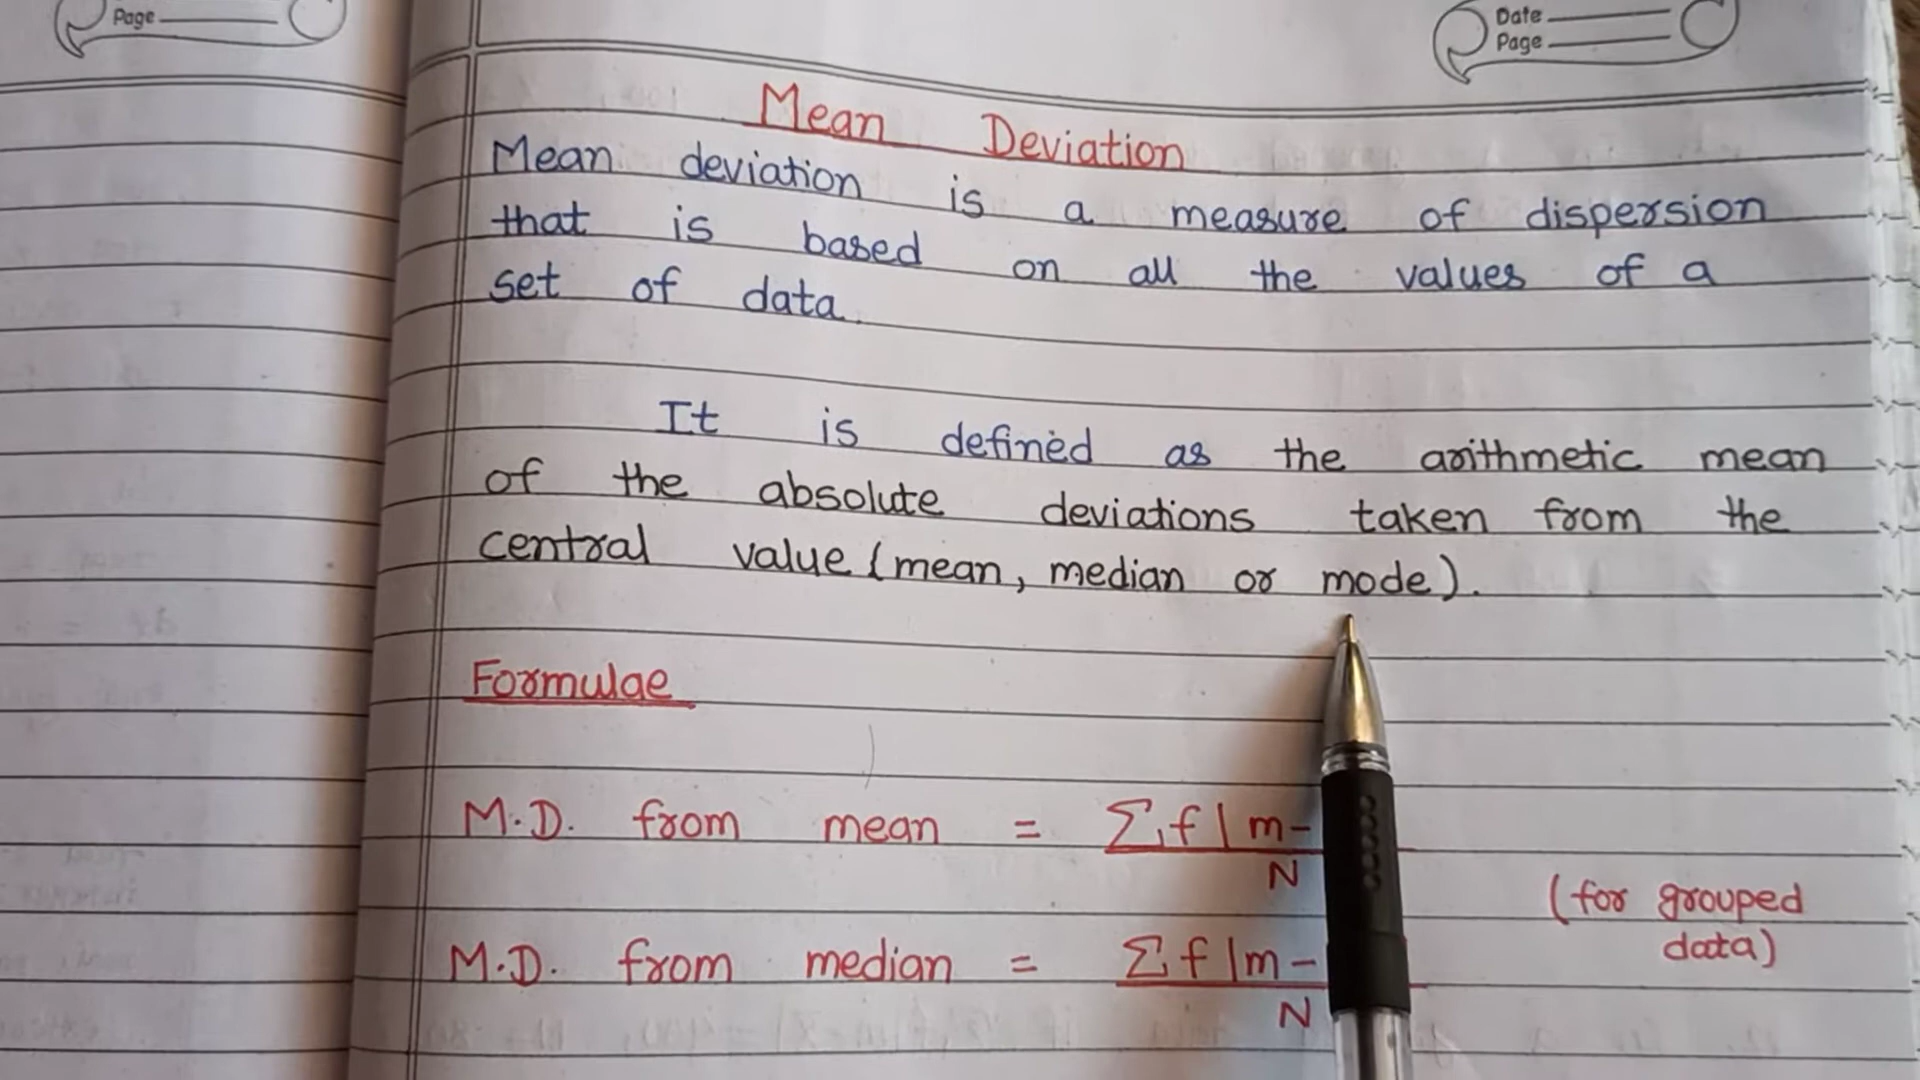 Page
Date
Page
Mean Deviation
Mean deviation is a measure of dispersion
that is based on all the values of a
set of data.
It is defined as the arithmetic mean
of the absolute deviations taken from the
central value (mean, median or mode).
Formulae
M.D. from mean = ∑f|m-
N
(for grouped
data)
M.D. from median = ∑f|m-
N